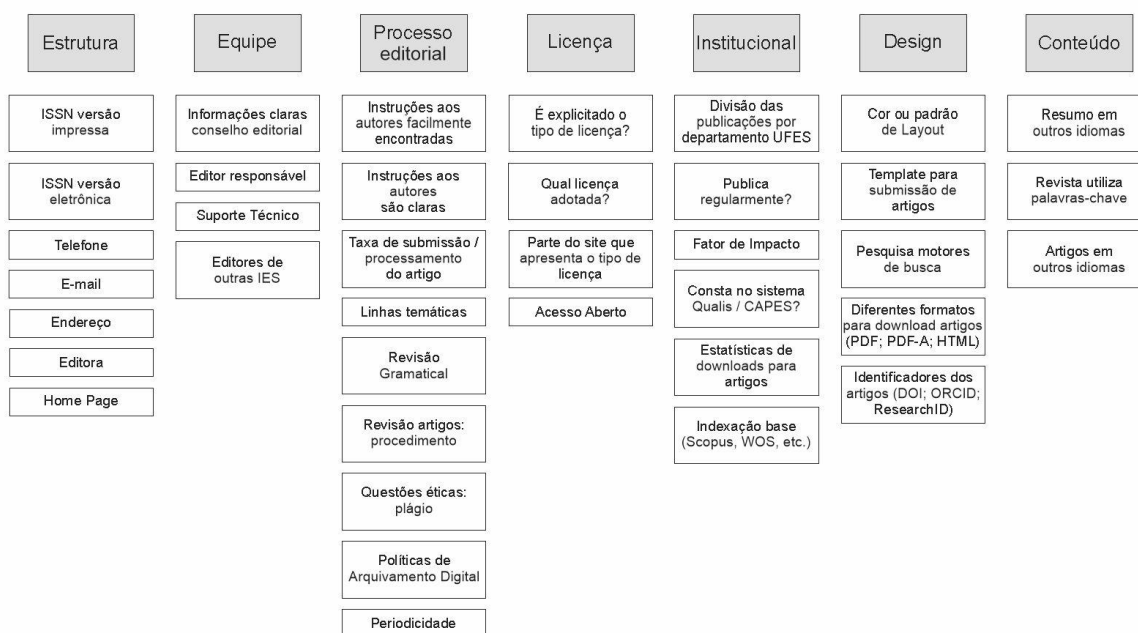 Estrutura
ISSN versão
impressa
ISSN versão
eletrônica
Telefone
E-mail
Endereço
Editora
Home Page
Equipe
Informações claras
conselho editorial
Editor responsável
Suporte Técnico
Editores de
outras IES
Processo
editorial
Instruções aos
autores facilmente
encontradas
Instruções aos
autores
são claras
Taxa de submissão /
processamento
do artigo
Linhas temáticas
Revisão
Gramatical
Revisão artigos:
procedimento
Questões éticas:
plágio
Políticas de
Arquivamento Digital
Periodicidade
Licença
É explicitado o
tipo de licença?
Qual licença
adotada?
Parte do site que
apresenta o tipo de
licença
Acesso Aberto
Institucional
Divisão das
publicações por
departamento UFES
Publica
regularmente?
Fator de Impacto
Consta no sistema
Qualis / CAPES?
Estatísticas de
downloads para
artigos
Indexação base
(Scopus, WOS, etc.)
Design
Cor ou padrão
de Layout
Template para
submissão de
artigos
Pesquisa motores
de busca
Diferentes formatos
para download artigos
(PDF; PDF-A; HTML)
Identificadores dos
artigos (DOI; ORCID;
ResearchID)
Conteúdo
Resumo em
outros idiomas
Revista utiliza
palavras-chave
Artigos em
outros idiomas